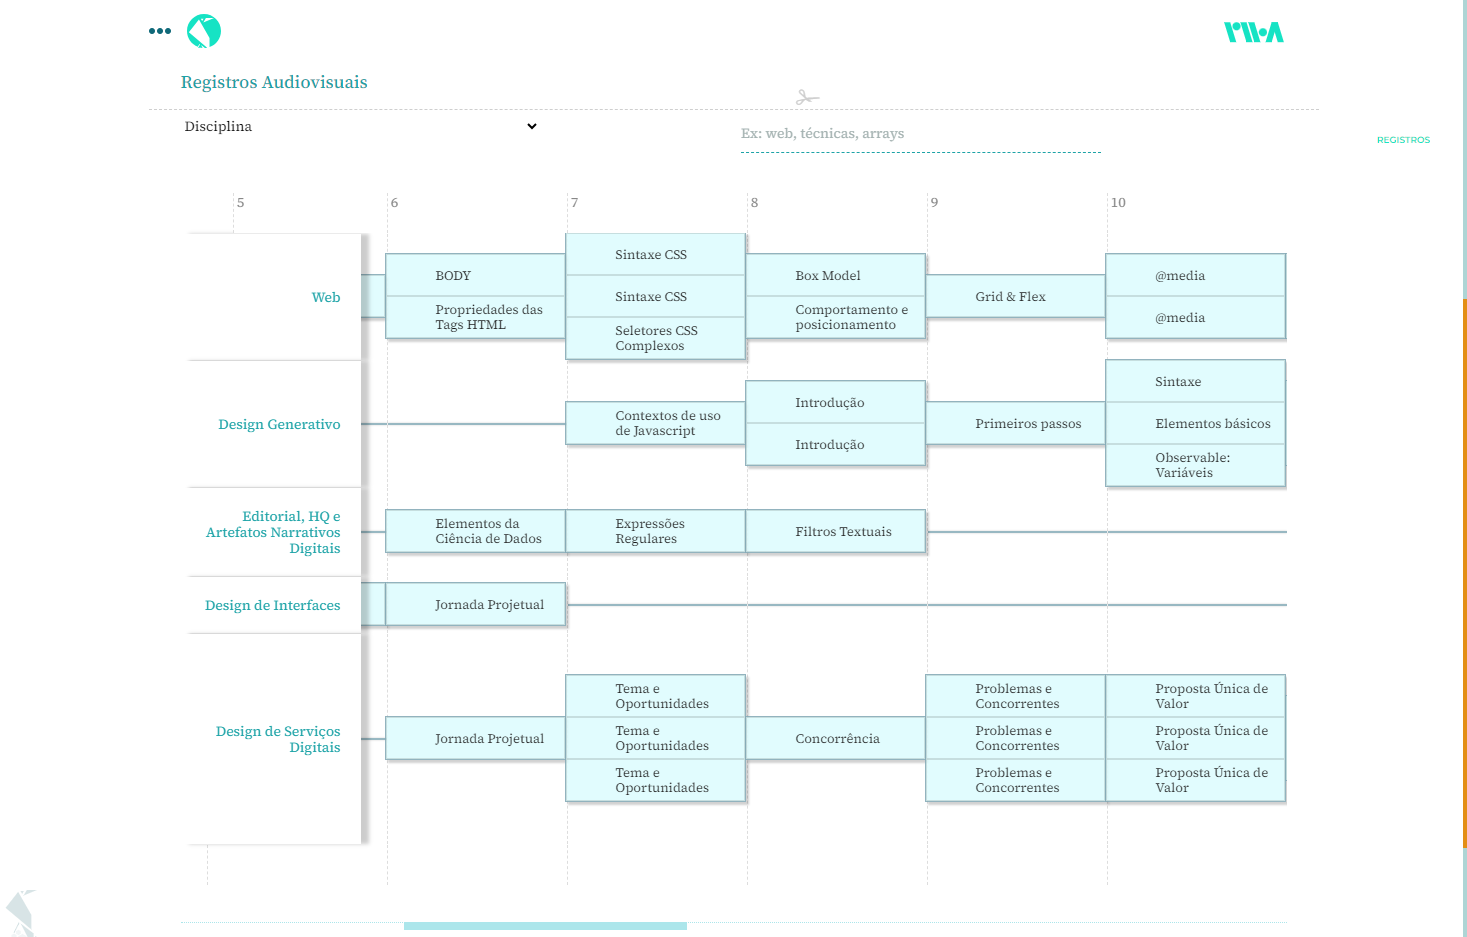 Registros Audiovisuais
Disciplina
Ex: web, técnicas, arrays
REGISTROS
5
6
7
8
9
10
Web
BODY
Propriedades das
Tags HTML
Sintaxe CSS
Sintaxe CSS
Seletores CSS
Complexos
Box Model
Comportamento e
posicionamento
Grid & Flex
@media
@media
Design Generativo
Contextos de uso
de Javascript
Introdução
Introdução
Primeiros passos
Sintaxe
Elementos básicos
Observable:
Variáveis
Editorial, HQ e
Artefatos Narrativos
Digitais
Elementos da
Ciência de Dados
Expressões
Regulares
Filtros Textuais
Design de Interfaces
Jornada Projetual
Design de Serviços
Digitais
Jornada Projetual
Tema e
Oportunidades
Tema e
Oportunidades
Tema e
Oportunidades
Concorrência
Problemas e
Concorrentes
Problemas e
Concorrentes
Problemas e
Concorrentes
Proposta Única de
Valor
Proposta Única de
Valor
Proposta Única de
Valor